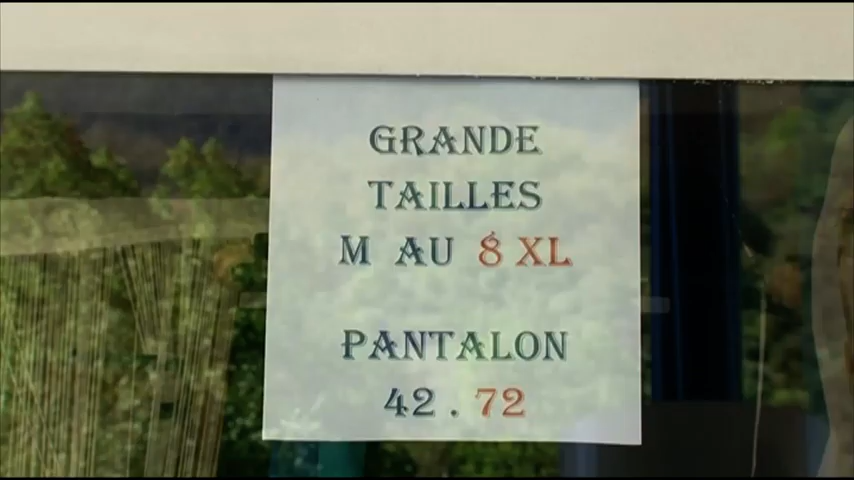 GRANDE
TAILLES
M AU 8 XL
PANTALON
42 . 72